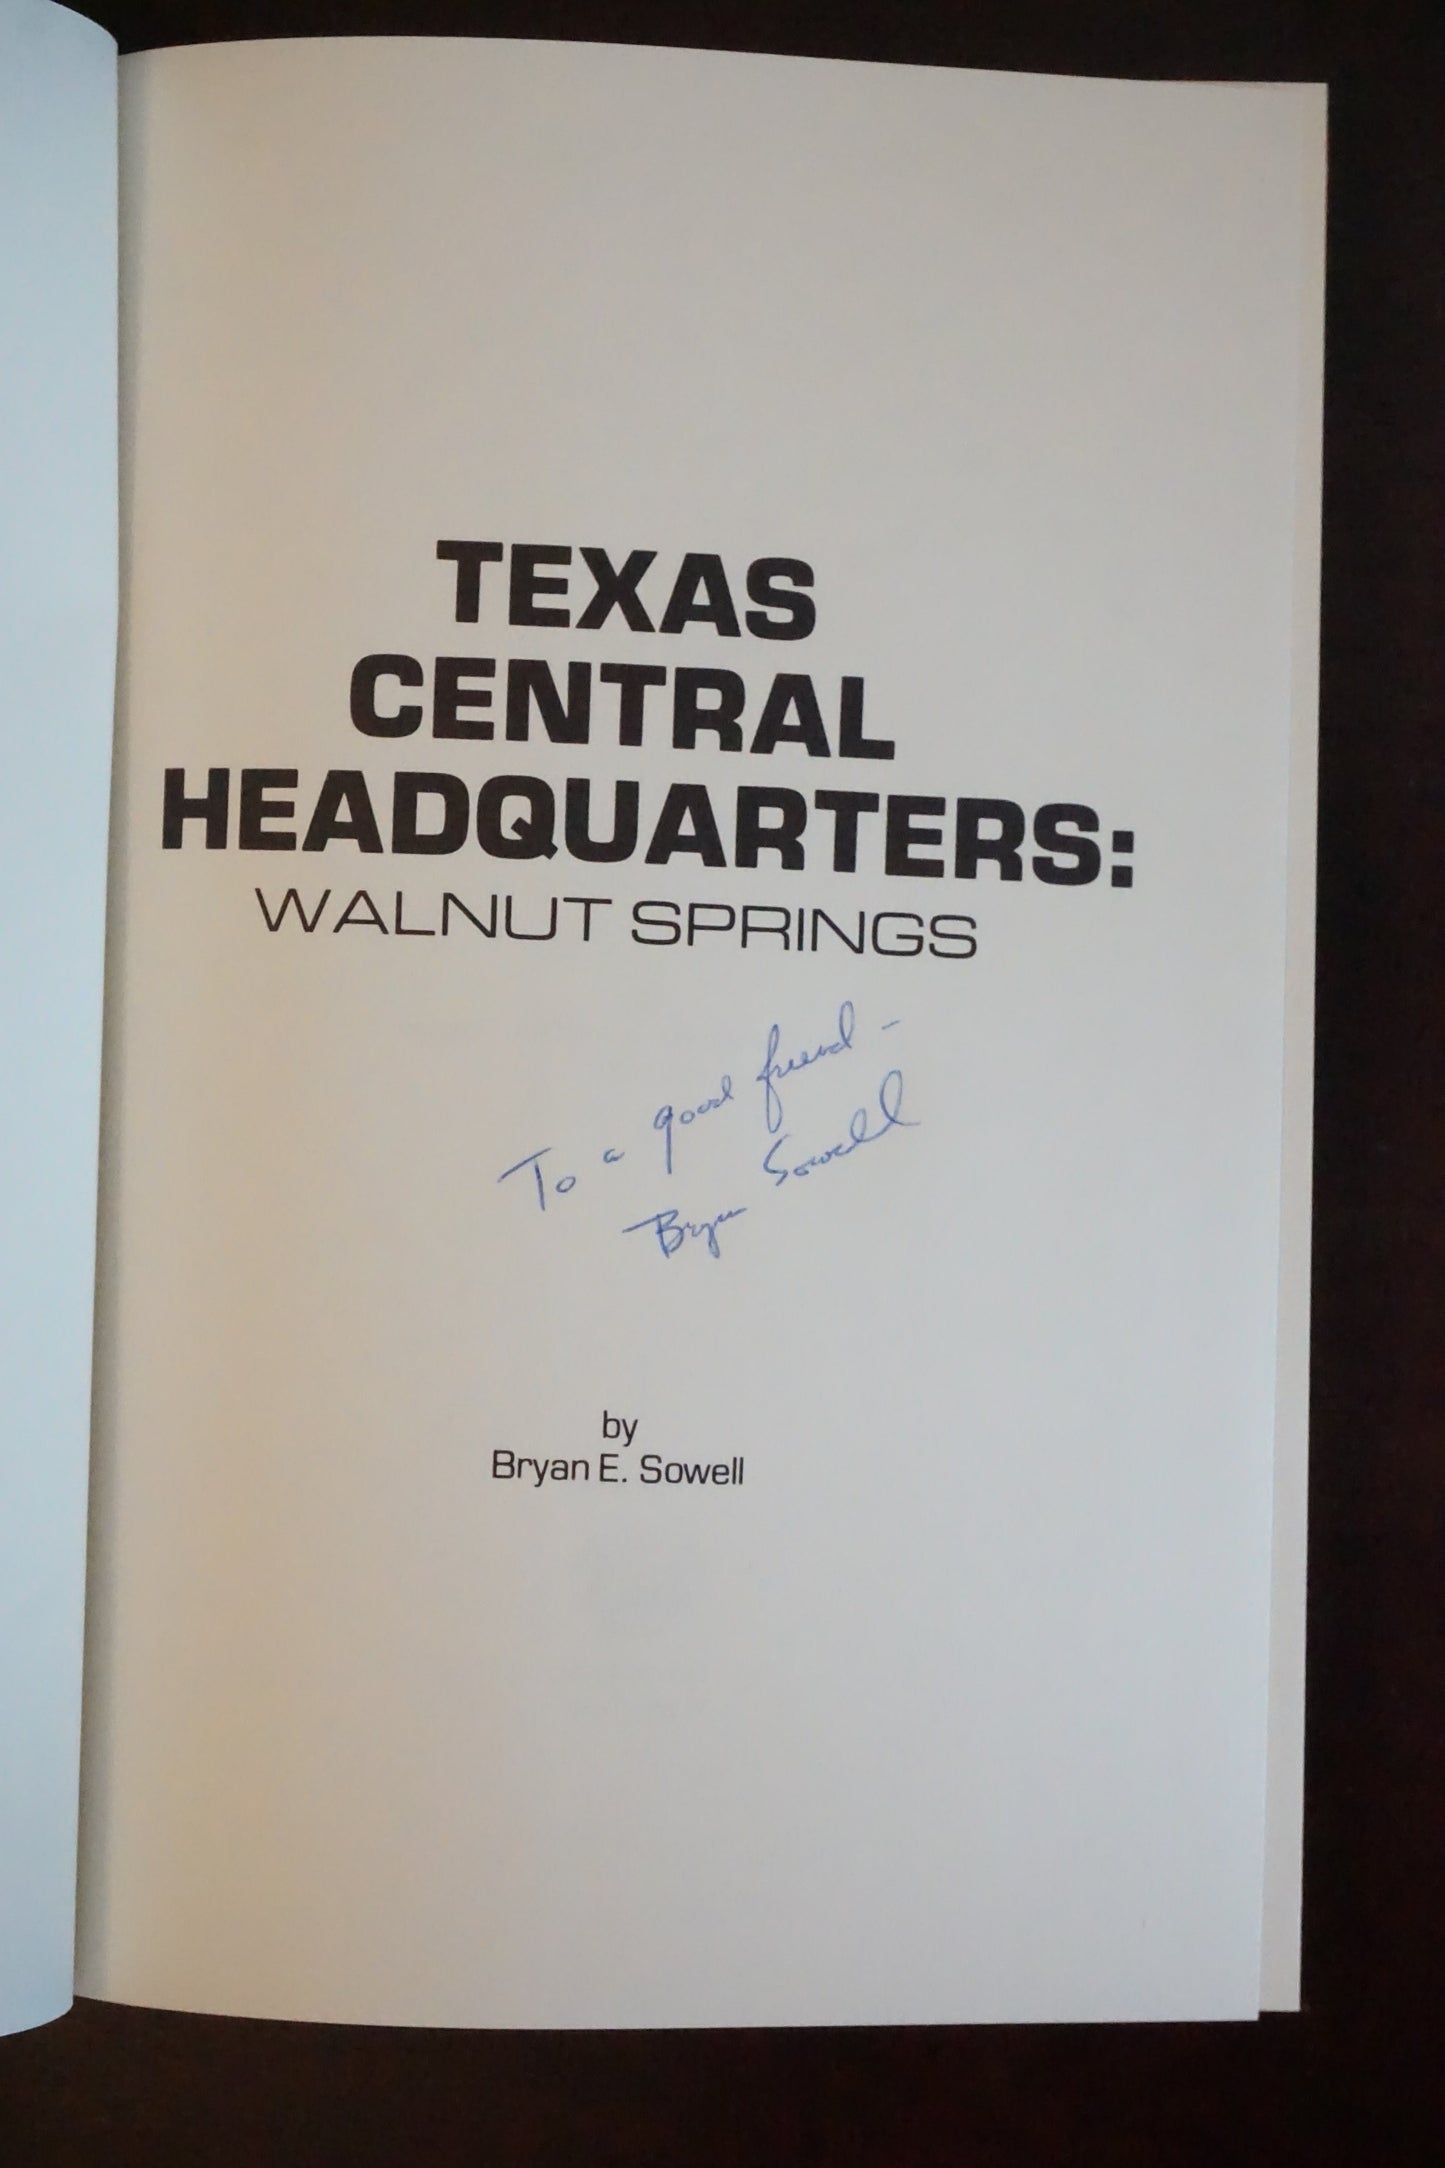 TEXAS
CENTRAL
HEADQUARTERS:
WALNUT SPRINGS
To a good friend -
Bryan Sowell
by
Bryan E. Sowell